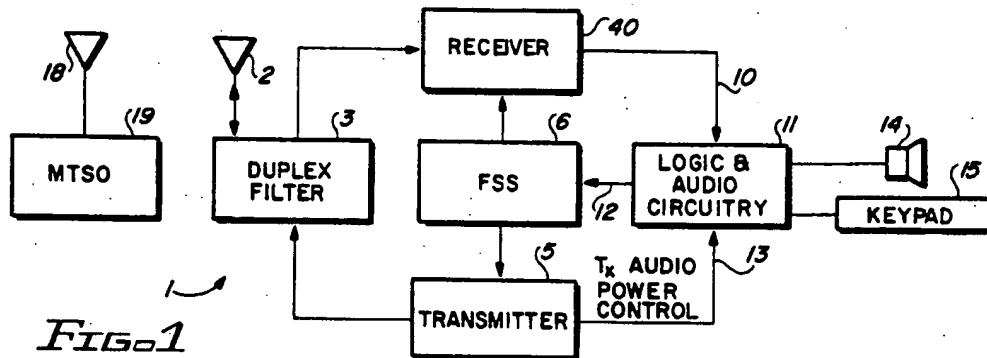 18
2
RECEIVER
40
10
19
MTSO
3
DUPLEX
FILTER
6
FSS
12
11
LOGIC &
AUDIO
CIRCUITRY
14
15
KEYPAD
1
5
TRANSMITTER
Tx AUDIO
POWER
CONTROL
13
FIG. 1